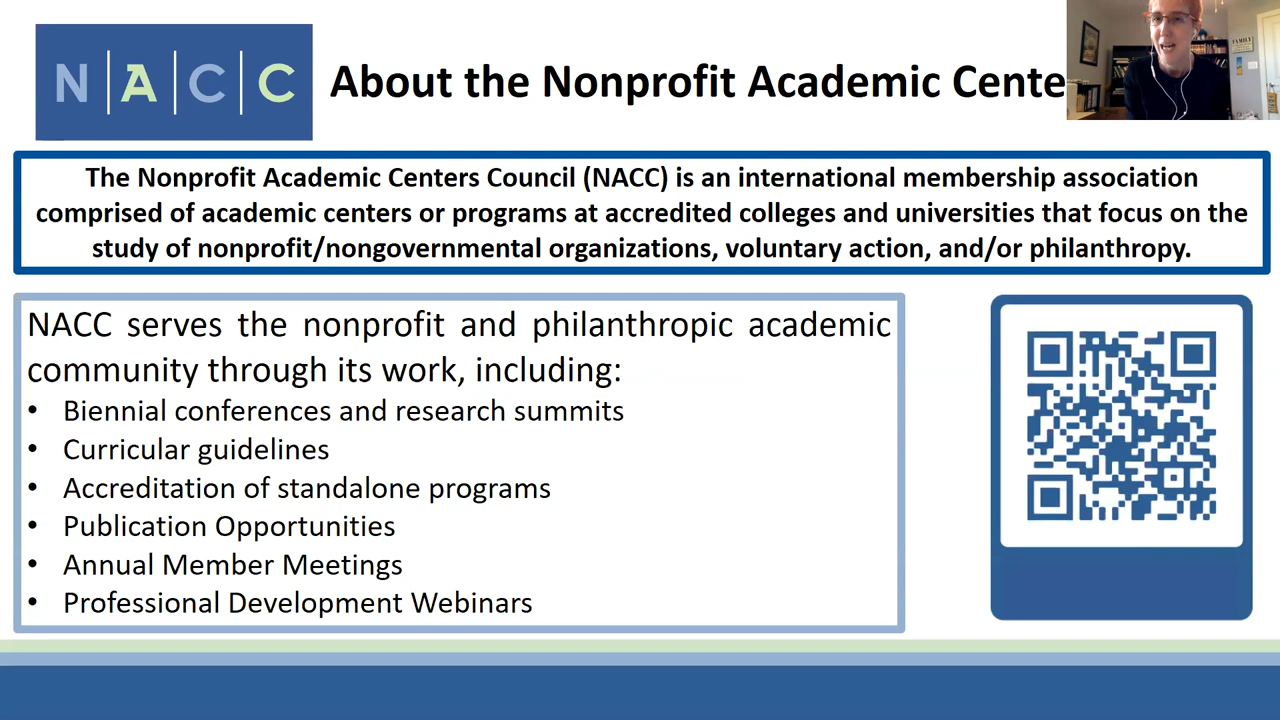 N A C C
About the Nonprofit Academic Cente
The Nonprofit Academic Centers Council (NACC) is an international membership association
comprised of academic centers or programs at accredited colleges and universities that focus on the
study of nonprofit/nongovernmental organizations, voluntary action, and/or philanthropy.
NACC serves the nonprofit and philanthropic academic
community through its work, including:
• Biennial conferences and research summits
• Curricular guidelines
• Accreditation of standalone programs
• Publication Opportunities
• Annual Member Meetings
• Professional Development Webinars
FAMILY